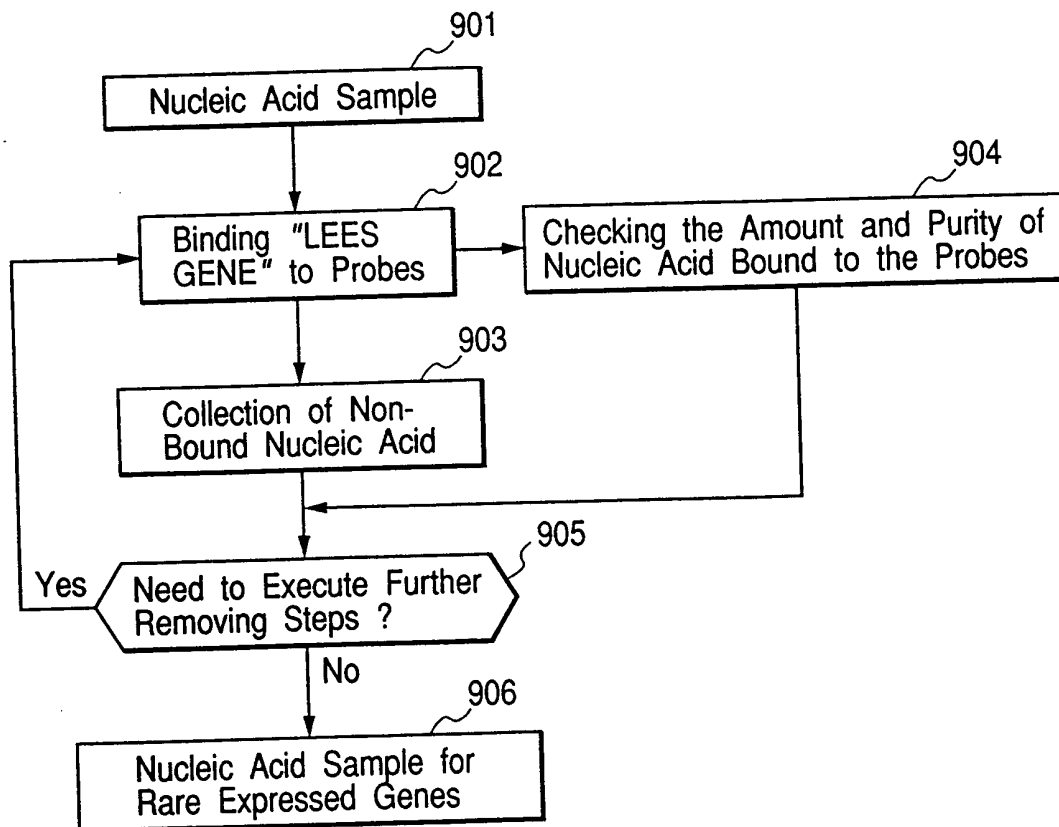 901
Nucleic Acid Sample
902
Binding "LEES
GENE" to Probes
904
Checking the Amount and Purity of
Nucleic Acid Bound to the Probes
903
Collection of Non-
Bound Nucleic Acid
905
Yes
Need to Execute Further
Removing Steps ?
No
906
Nucleic Acid Sample for
Rare Expressed Genes